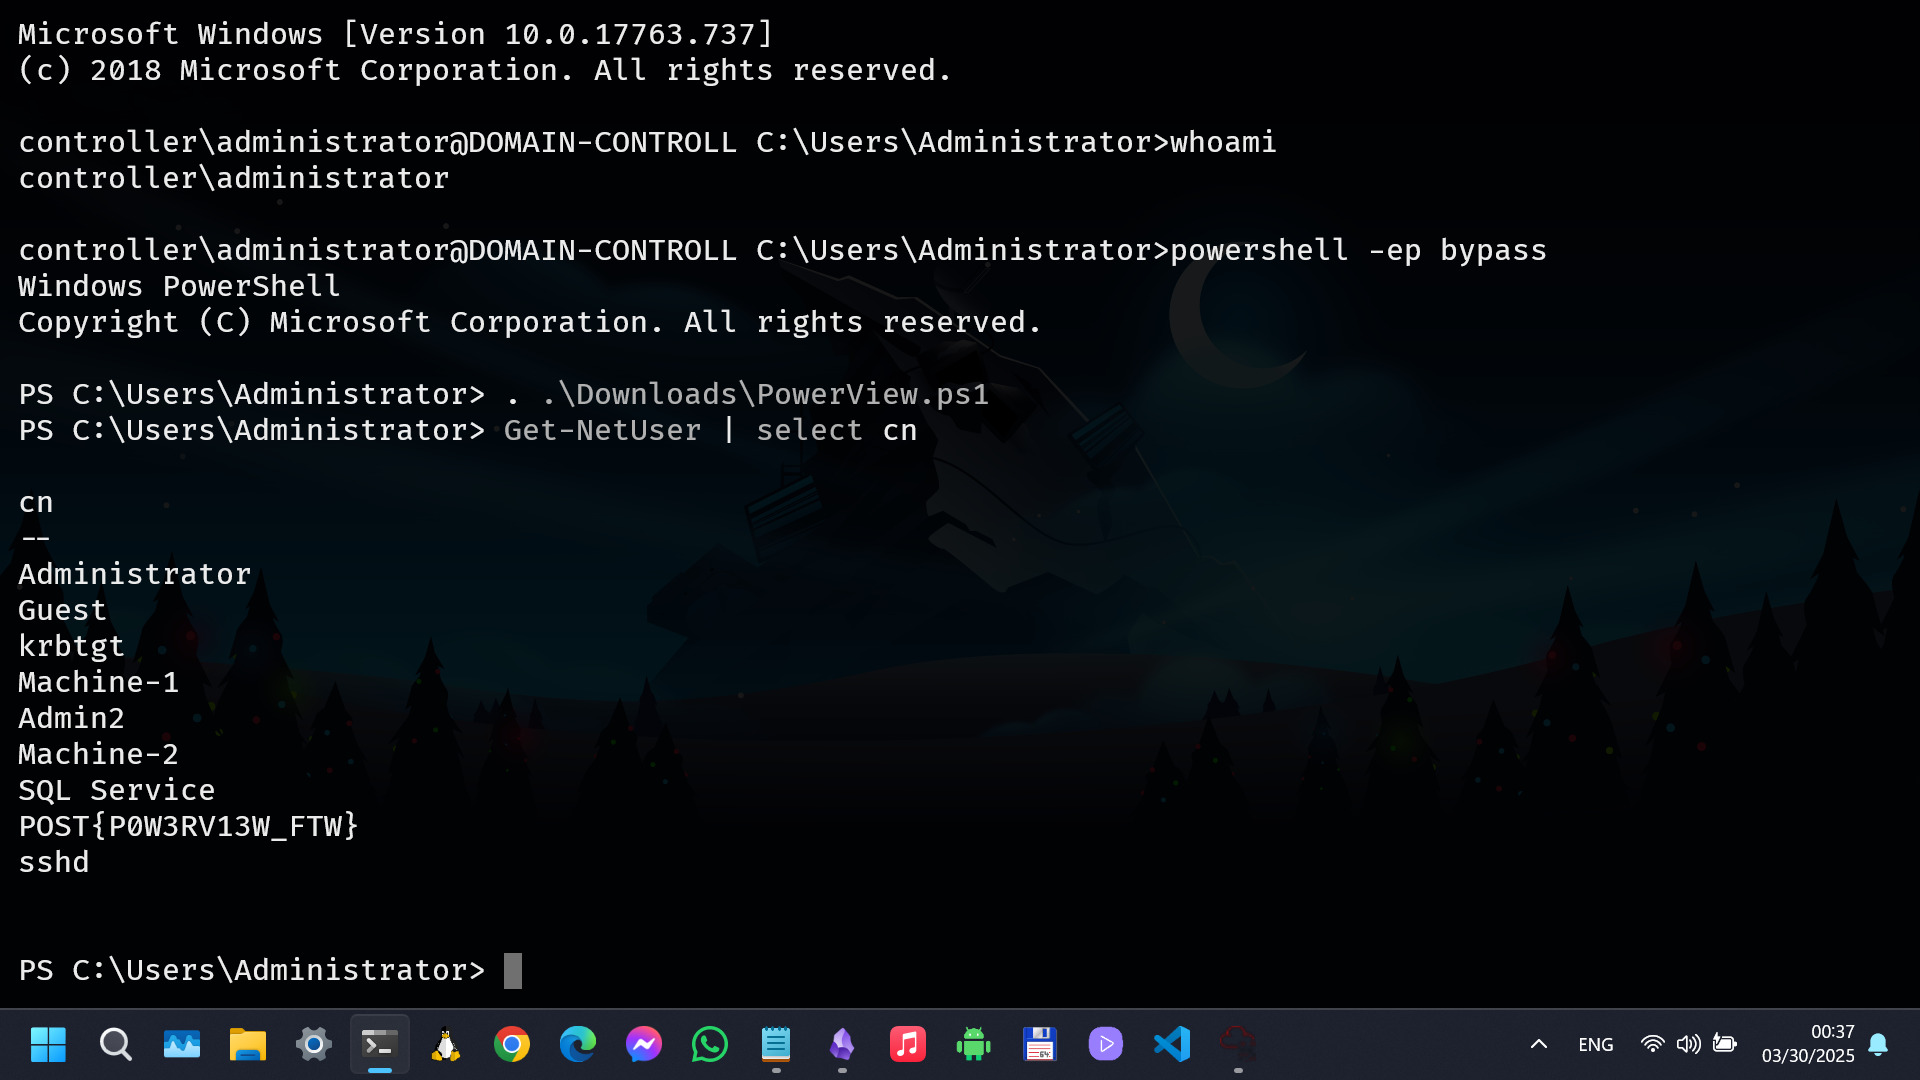 Microsoft Windows [Version 10.0.17763.737]
(c) 2018 Microsoft Corporation. All rights reserved.
controller\administrator@DOMAIN-CONTROLL C:\Users\Administrator>whoami
controller\administrator
controller\administrator@DOMAIN-CONTROLL C:\Users\Administrator>powershell -ep bypass
Windows PowerShell
Copyright (C) Microsoft Corporation. All rights reserved.
PS C:\Users\Administrator> . .\Downloads\PowerView.ps1
PS C:\Users\Administrator> Get-NetUser | select cn
cn
--
Administrator
Guest
krbtgt
Machine-1
Admin2
Machine-2
SQL Service
POST{P0W3RV13W_FTW}
sshd
PS C:\Users\Administrator>
64
ENG
00:37
03/30/2025